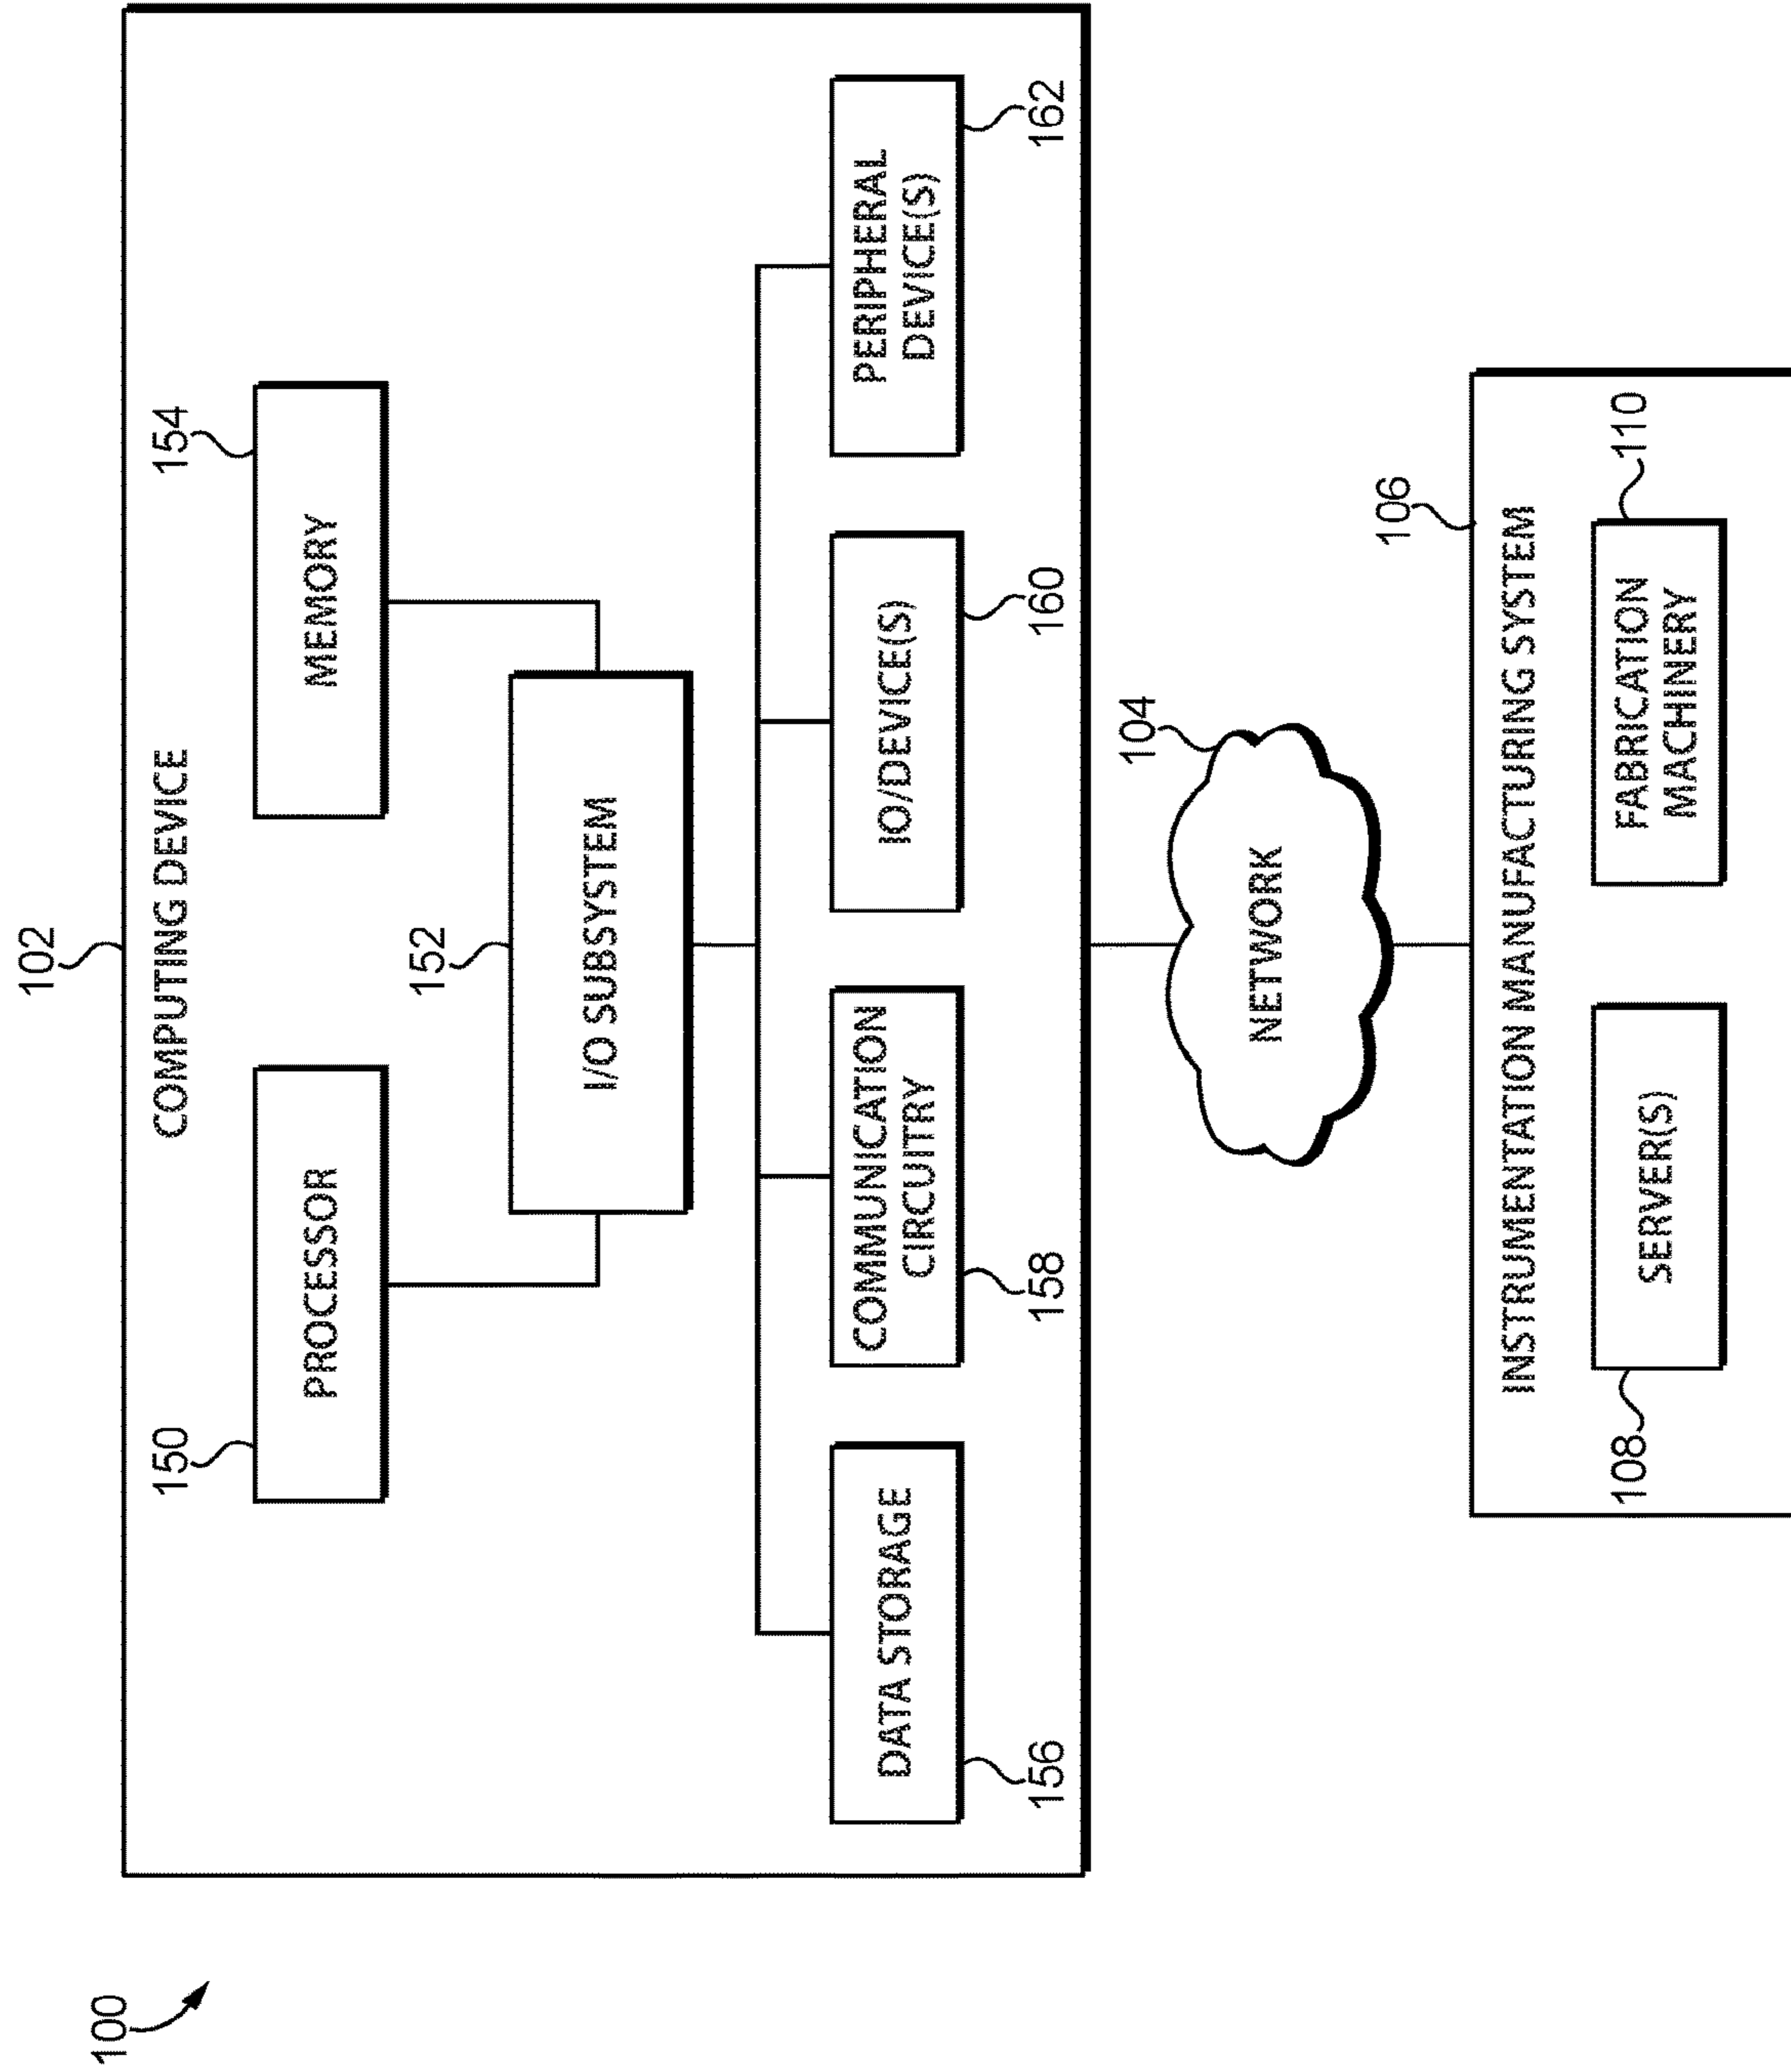 100
102
COMPUTING DEVICE
150
154
PROCESSOR
MEMORY
152
I/O SUBSYSTEM
DATA STORAGE
COMMUNICATION
CIRCUITRY
IO/DEVICE(S)
PERIPHERAL
DEVICE(S)
156
158
160
162
104
NETWORK
106
INSTRUMENTATION MANUFACTURING SYSTEM
108
SERVER(S)
FABRICATION
MACHINERY
110